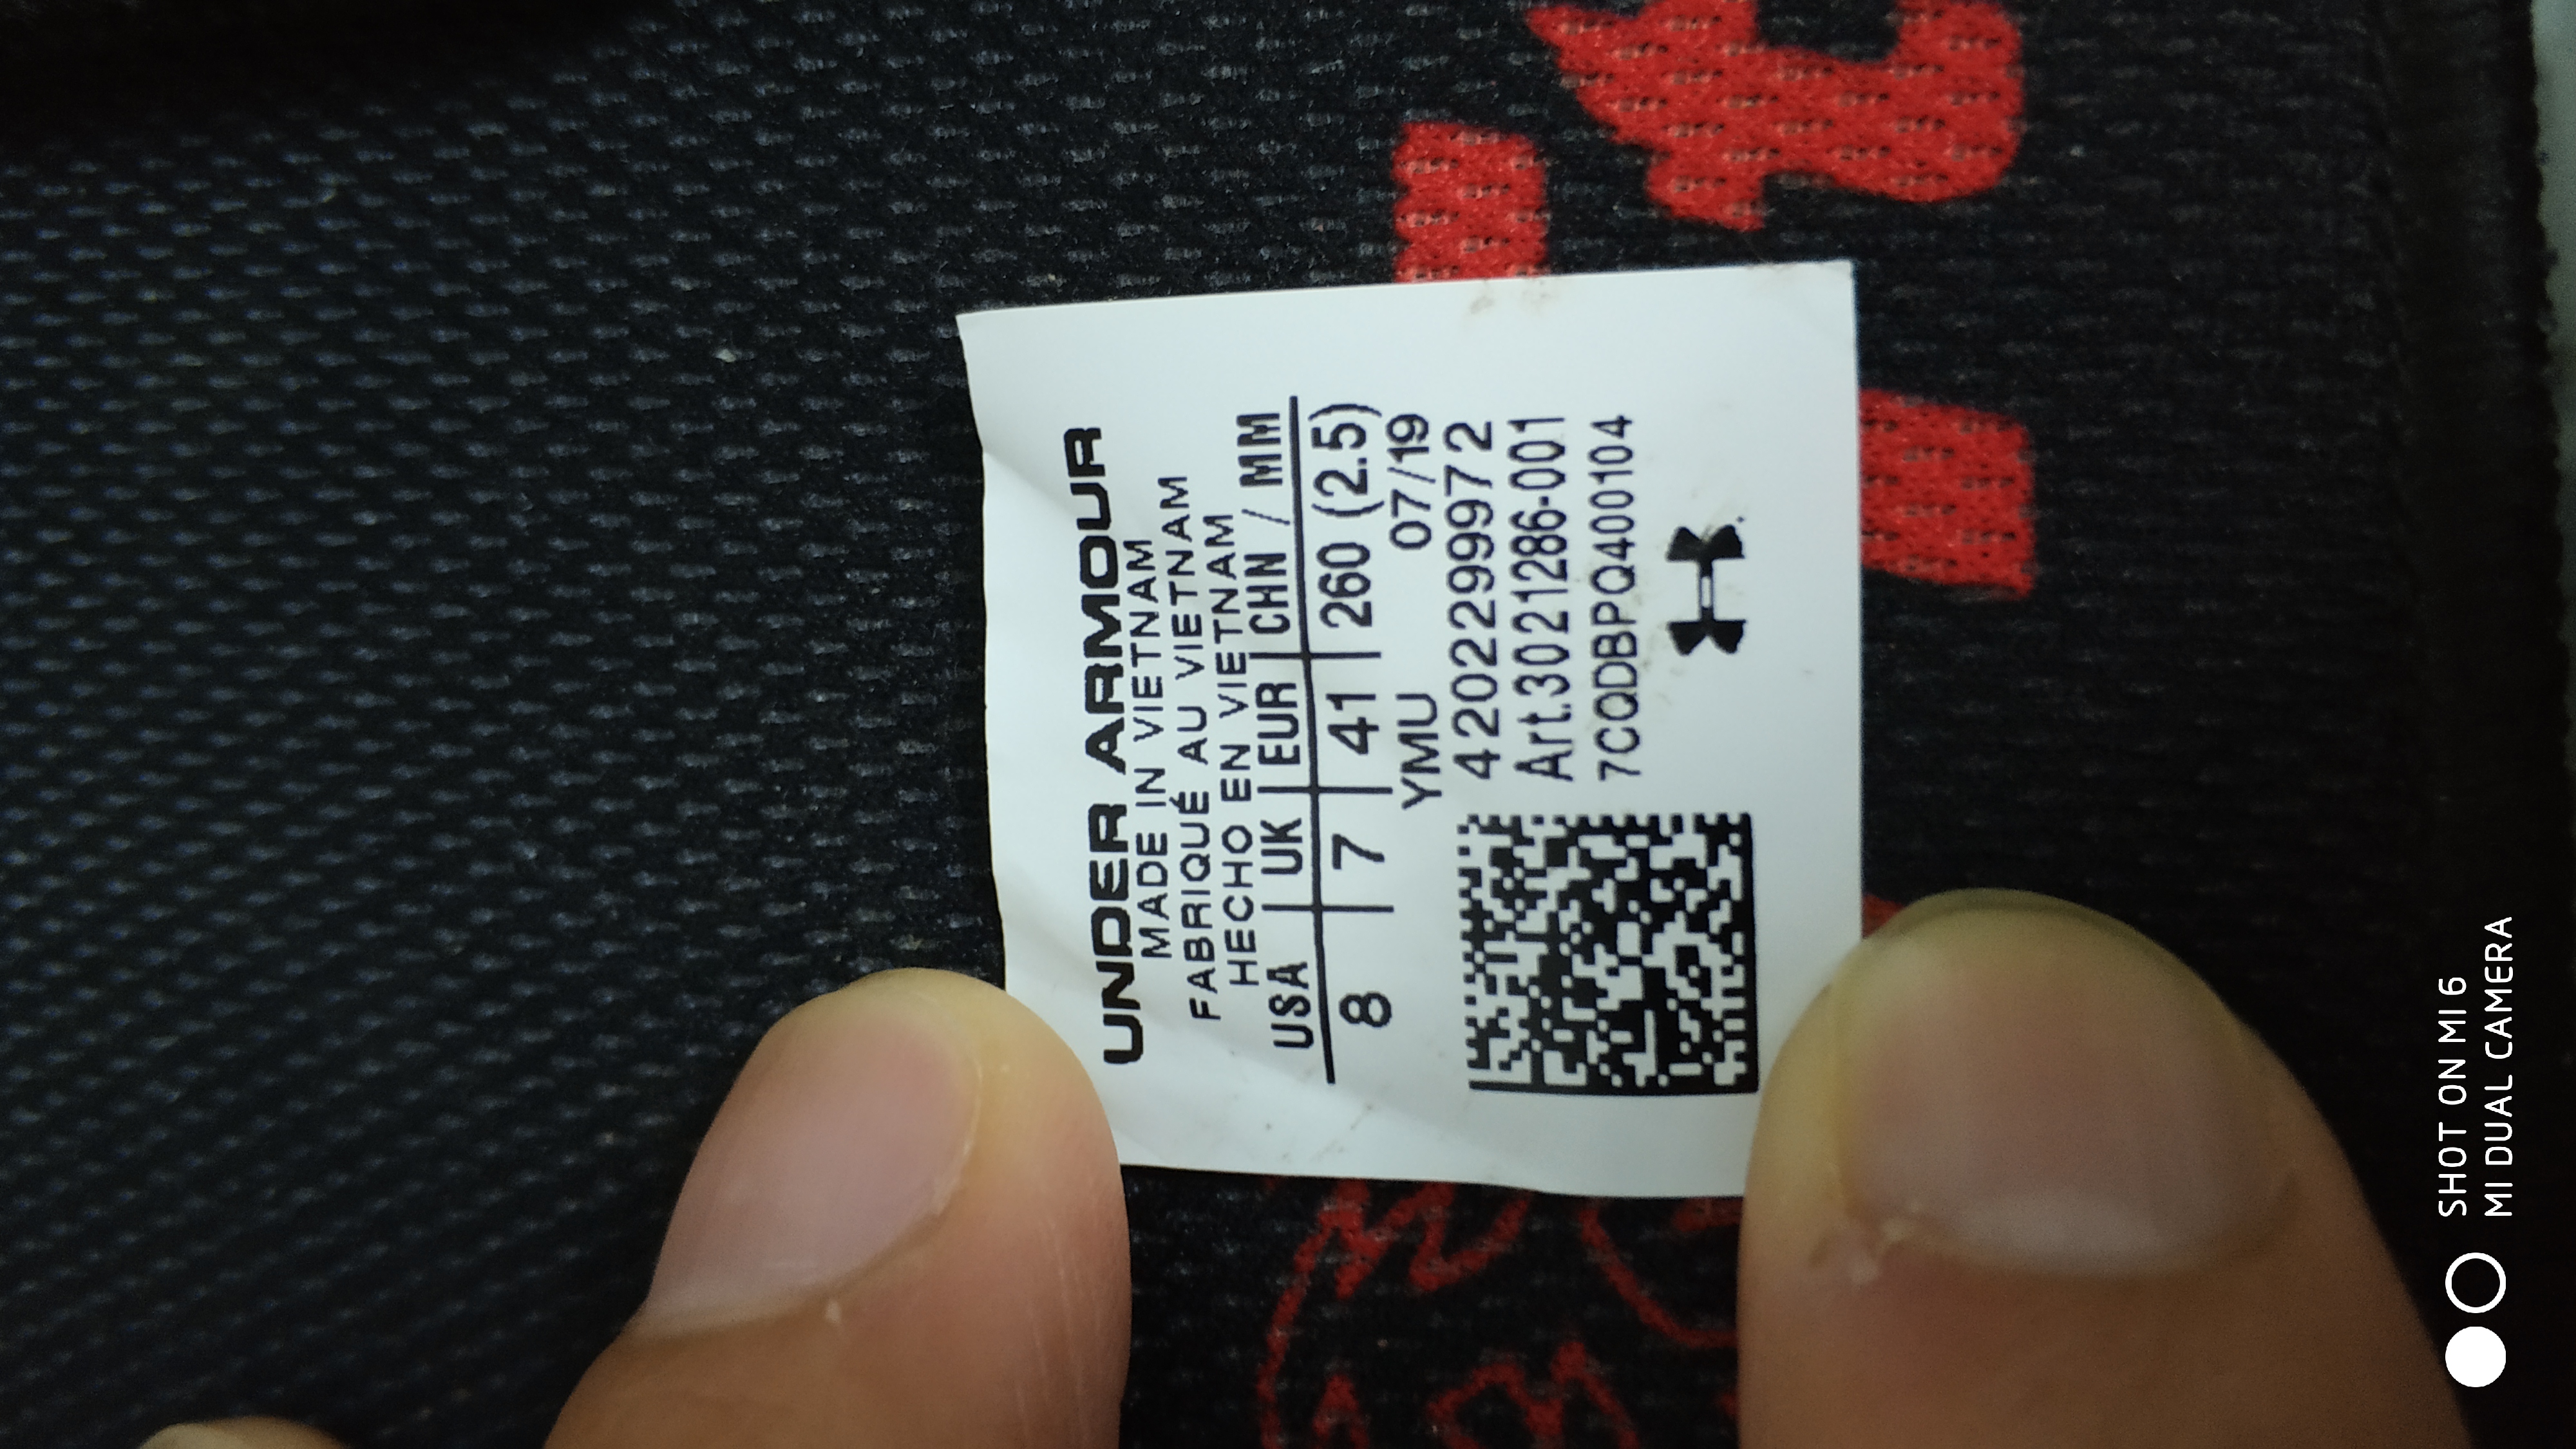 UNDER ARMOUR
MADE IN VIETNAM
FABRIQUÉ AU VIETNAM
HECHO EN VIETNAM
USA UK EUR CHN / MM
8 7 41 260 (2.5)
YMU 07/19
4202299972
Art.3021286-001
7CQDBPQ400104
SHOT ON MI 6
MI DUAL CAMERA